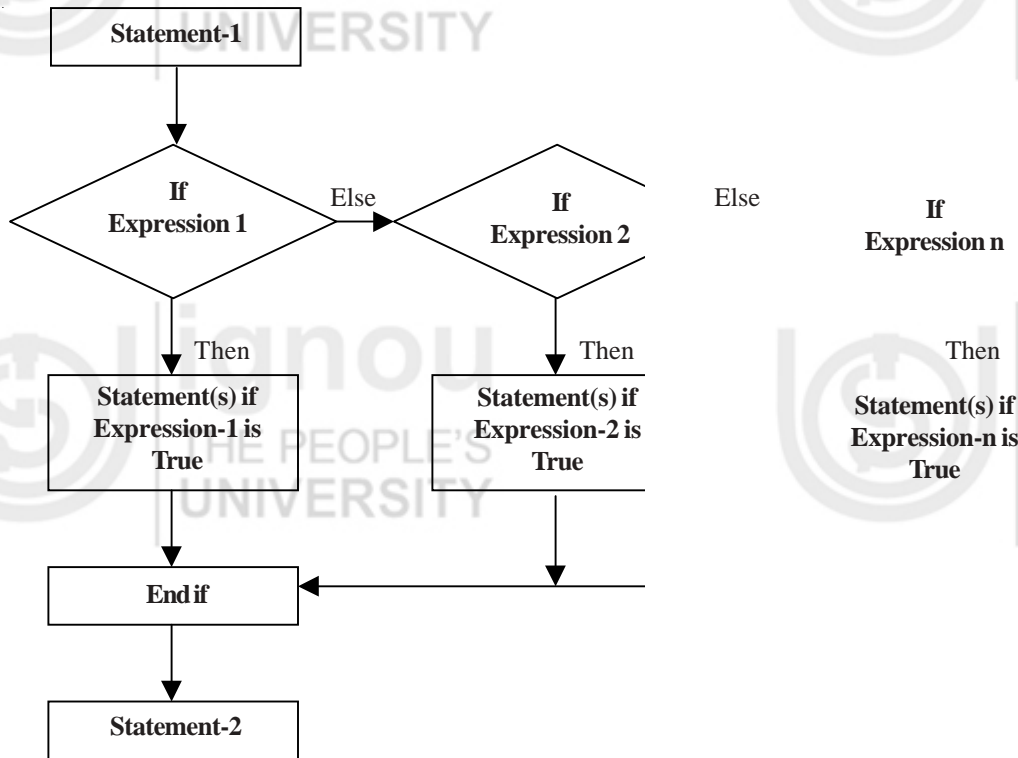 Statement-1
UNIVERSITY
If
Expression 1
Else
If
Expression 2
Else
If
Expression n
ignou
THE PEOPLE'S
UNIVERSITY
Then
Statement(s) if
Expression-1 is
True
Then
Statement(s) if
Expression-2 is
True
Then
Statement(s) if
Expression-n is
True
End if
Statement-2